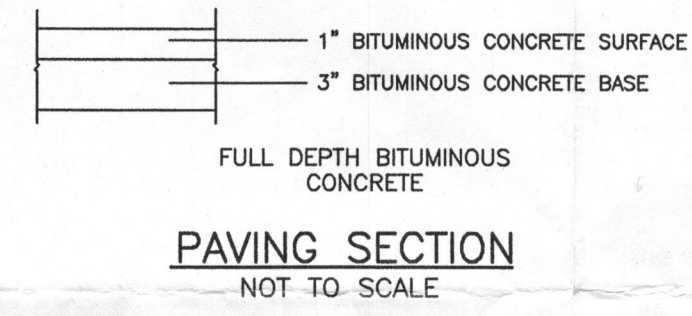 1" BITUMINOUS CONCRETE SURFACE
3" BITUMINOUS CONCRETE BASE
FULL DEPTH BITUMINOUS
CONCRETE
PAVING SECTION
NOT TO SCALE